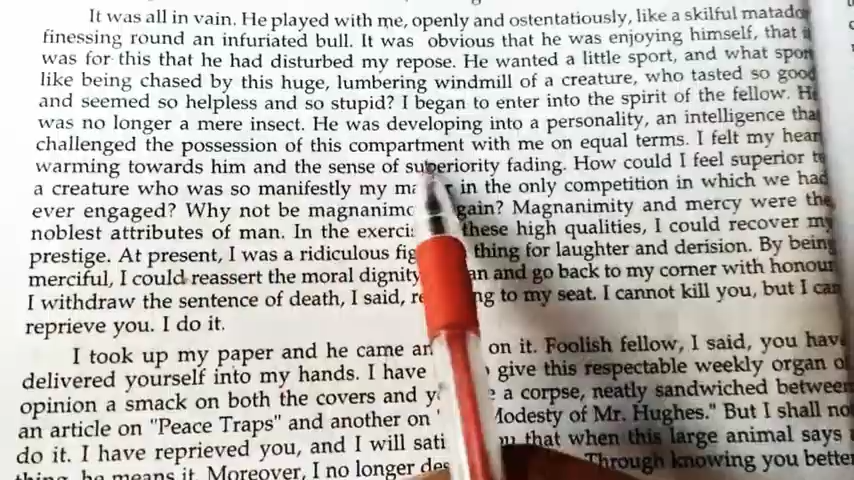 It was all in vain. He played with me, openly and ostentatiously, like a skilful matador
finessing round an infuriated bull. It was obvious that he was enjoying himself, that
was for this that he had disturbed my repose. He wanted a little sport, and what sport
like being chased by this huge, lumbering windmill of a creature, who tasted so good
and seemed so helpless and so stupid? I began to enter into the spirit of the fellow. He
was no longer a mere insect. He was developing into a personality, an intelligence that
challenged the possession of this compartment with me on equal terms. I felt my heart
warming towards him and the sense of superiority fading. How could I feel superior to
a creature who was so manifestly my in the only competition in which we had
ever engaged? Why not be again? Magnanimity and mercy were the
noblest attributes of man. In the these high qualities, I could recover my
prestige. At present, I was a ridiculous thing for laughter and derision. By being
merciful, I could reassert the moral dignity and go back to my corner with honour
I withdraw the sentence of death, I said, to my seat. I cannot kill you, but I can
reprieve you. I do it.
I took up my paper and he came on it. Foolish fellow, I said, you have
delivered yourself into my hands. I have give this respectable weekly organ of
opinion a smack on both the covers and a corpse, neatly sandwiched between
an article on "Peace Traps" and another on Modesty of Mr. Hughes." But I shall not
do it. I have reprieved you, and I will that when this large animal says a
thing, he means it. Moreover, I no longer Through knowing you better